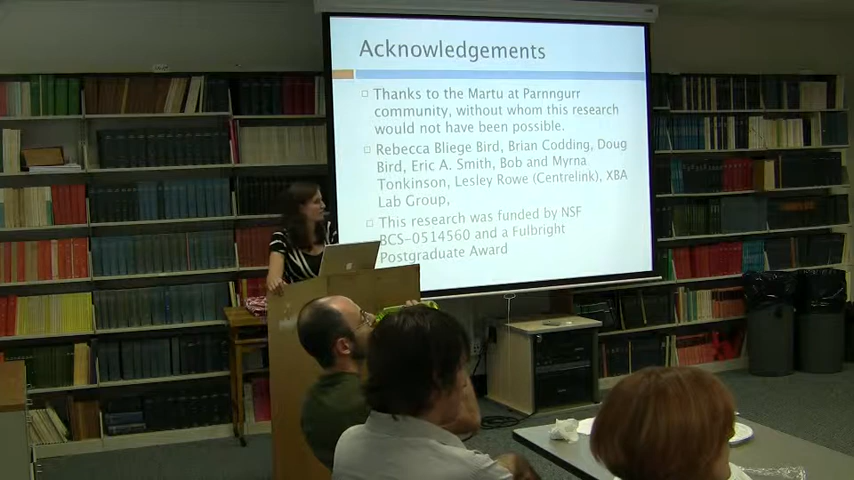 Acknowledgements
Thanks to the Martu at Parnngurr
community, without whom this research
would not have been possible.
Rebecca Bliege Bird, Brian Codding, Doug
Bird, Eric A. Smith, Bob and Myrna
Tonkinson, Lesley Rowe (Centrelink), XBA
Lab Group,
This research was funded by NSF
BCS-0514560 and a Fulbright
Postgraduate Award